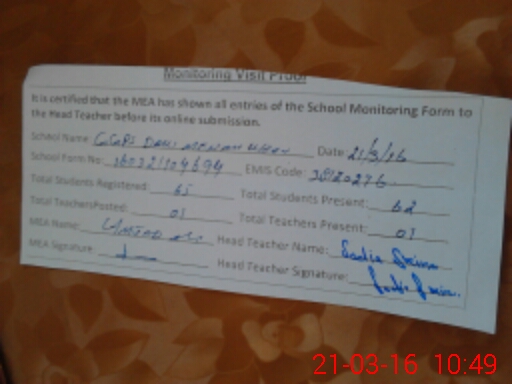 Monitoring Visit Proof
It is certified that the MEA has shown all entries of the School Monitoring Form to
the Head Teacher before its online submission.
School Name: GGPS Date: 21/3/16
School Form No: EMIS Code:
Total Students Registered: 65 Total Students Present: 62
Total TeachersPosted: 01 Total Teachers Present: 01
MEA Name: Head Teacher Name: Sadia
MEA Signature: Head Teacher Signature:
21-03-16 10:49